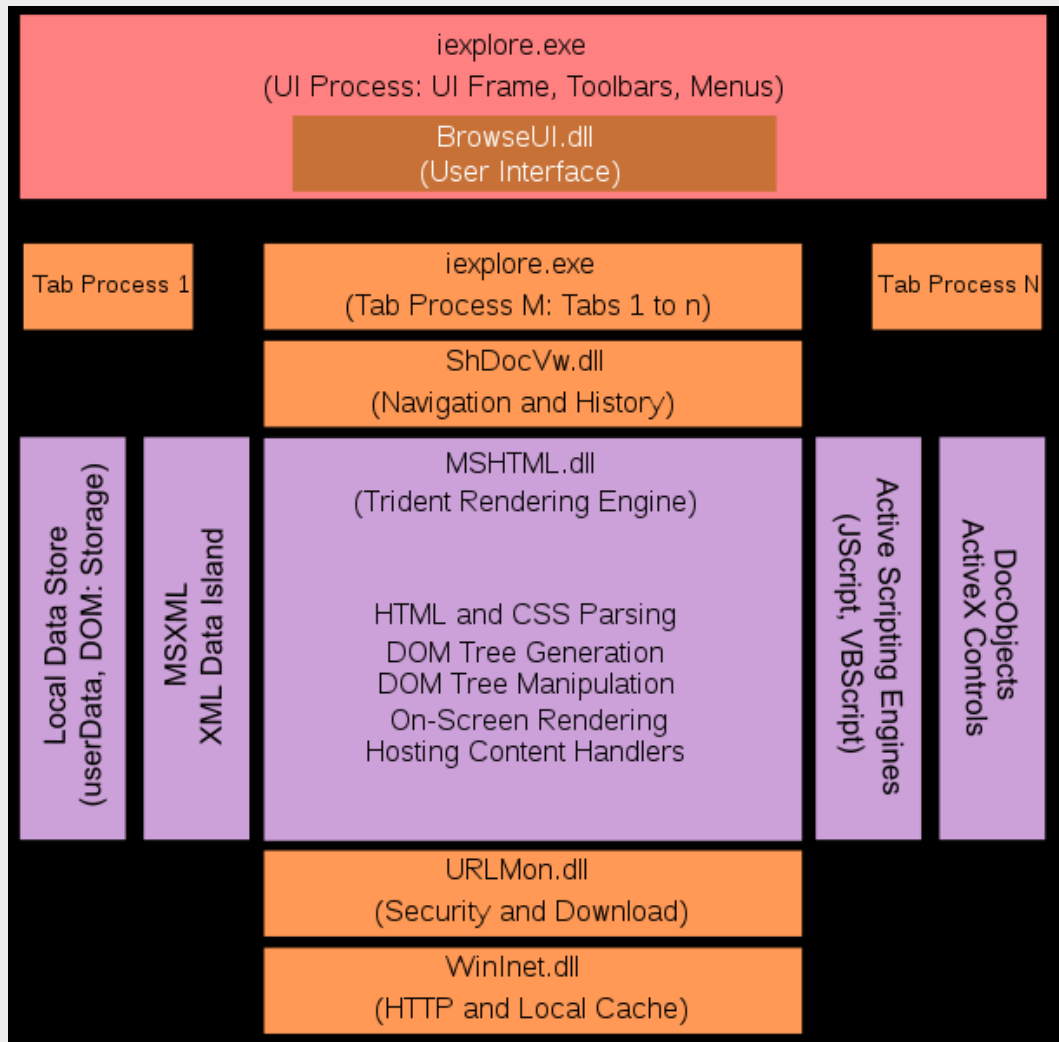 iexplore.exe
(UI Process: UI Frame, Toolbars, Menus)
BrowseUI.dll
(User Interface)
Tab Process 1
iexplore.exe
(Tab Process M: Tabs 1 to n)
Tab Process N
ShDocVw.dll
(Navigation and History)
Local Data Store
(userData, DOM: Storage)
MSXML
XML Data Island
MSHTML.dll
(Trident Rendering Engine)
HTML and CSS Parsing
DOM Tree Generation
DOM Tree Manipulation
On-Screen Rendering
Hosting Content Handlers
Active Scripting Engines
(JScript, VBScript)
DocObjects
ActiveX Controls
URLMon.dll
(Security and Download)
WinInet.dll
(HTTP and Local Cache)